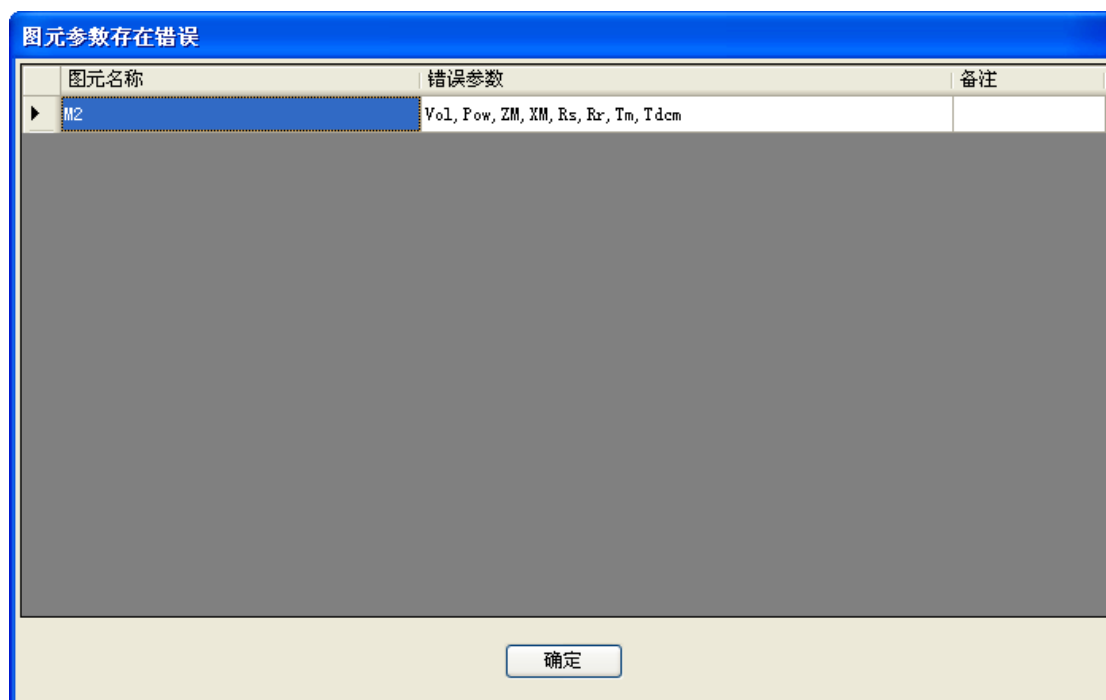 图元参数存在错误
图元名称 错误参数 备注
M2 Vol, Pow, ZM, XM, Rs, Rr, Tm, Tdcm
确定